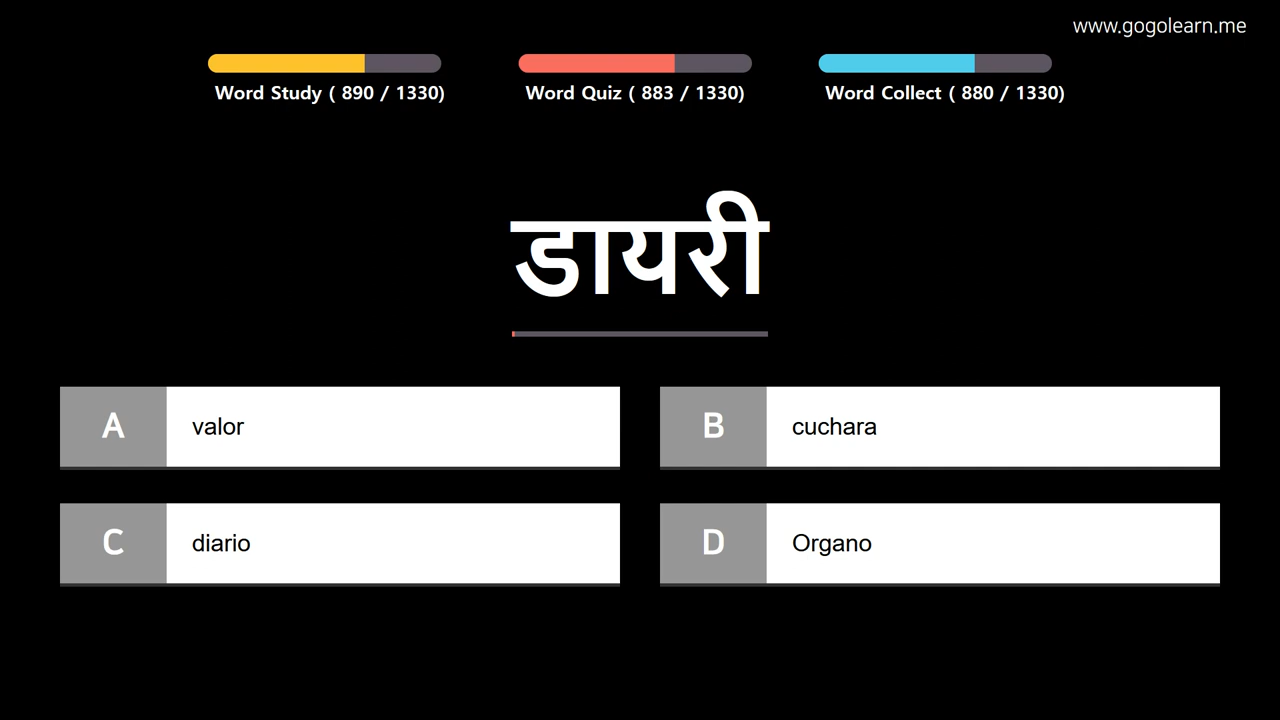 www.gogolearn.me
Word Study ( 890 / 1330)
Word Quiz ( 883 / 1330)
Word Collect ( 880 / 1330)
डायरी
A valor
B cuchara
C diario
D Organo